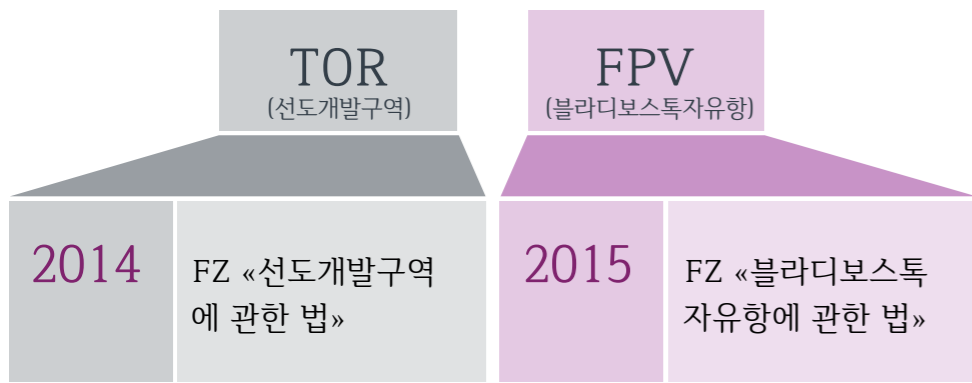 TOR
(선도개발구역)
FPV
(블라디보스톡자유항)
2014
FZ «선도개발구역
에 관한 법»
2015
FZ «블라디보스톡
자유항에 관한 법»